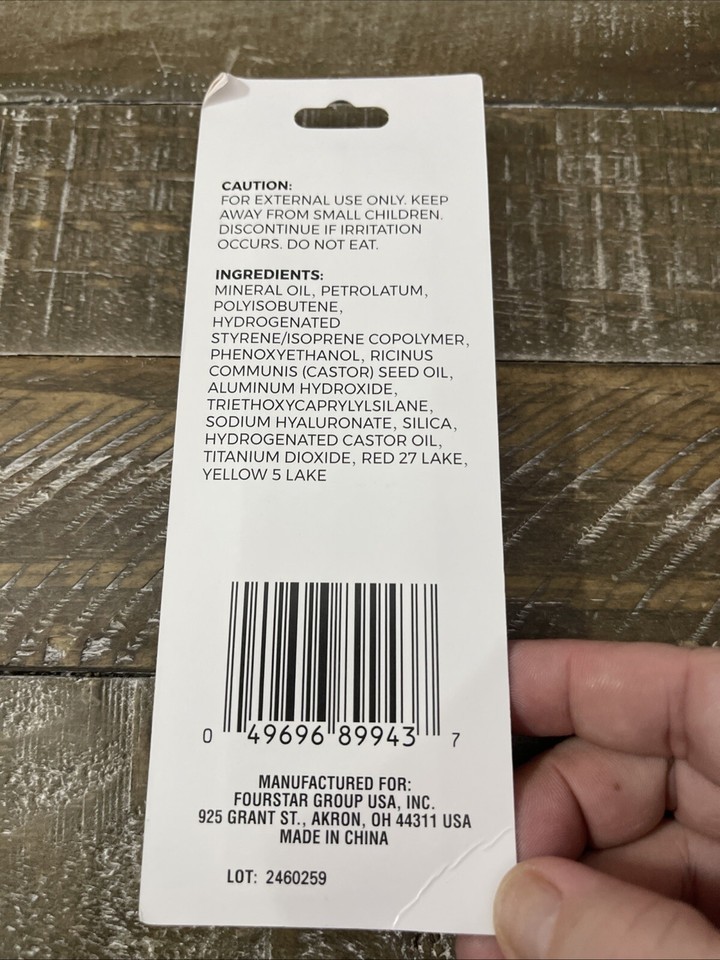 CAUTION:
FOR EXTERNAL USE ONLY. KEEP
AWAY FROM SMALL CHILDREN.
DISCONTINUE IF IRRITATION
OCCURS. DO NOT EAT.
INGREDIENTS:
MINERAL OIL, PETROLATUM,
POLYISOBUTENE,
HYDROGENATED
STYRENE/ISOPRENE COPOLYMER,
PHENOXYETHANOL, RICINUS
COMMUNIS (CASTOR) SEED OIL,
ALUMINUM HYDROXIDE,
TRIETHOXYCAPRYLYLSILANE,
SODIUM HYALURONATE, SILICA,
HYDROGENATED CASTOR OIL,
TITANIUM DIOXIDE, RED 27 LAKE,
YELLOW 5 LAKE
0 49696 89943 7
MANUFACTURED FOR:
FOURSTAR GROUP USA, INC.
925 GRANT ST., AKRON, OH 44311 USA
MADE IN CHINA
LOT: 2460259